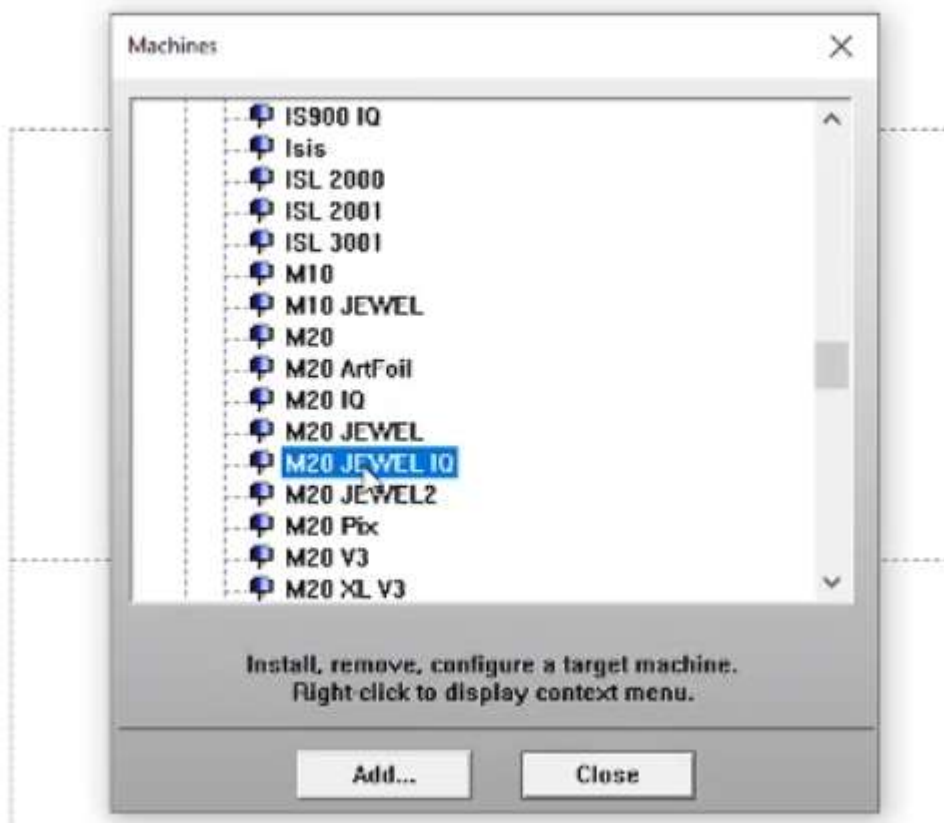 Machines
IS900 IQ
Isis
ISL 2000
ISL 2001
ISL 3001
M10
M10 JEWEL
M20
M20 ArtFoil
M20 IQ
M20 JEWEL
M20 JEWEL IQ
M20 JEWEL2
M20 Pix
M20 V3
M20 XL V3
Install, remove, configure a target machine.
Right-click to display context menu.
Add... Close